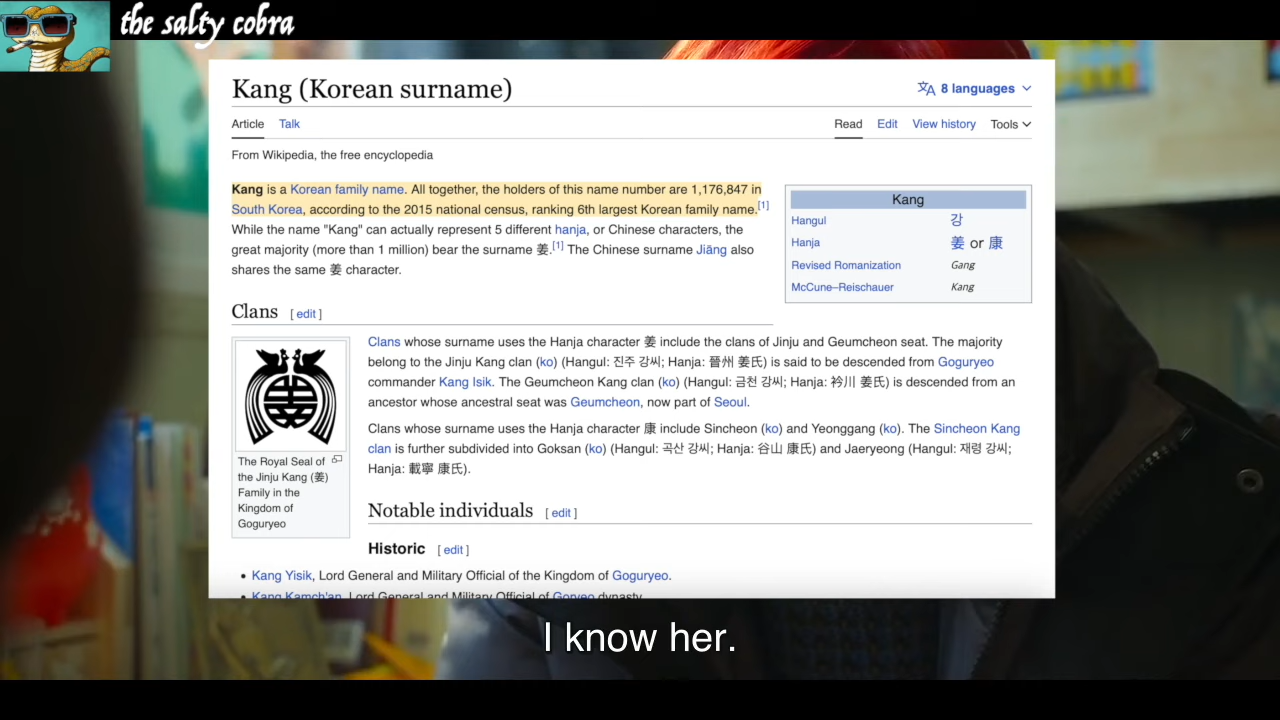 the salty cobra
Kang (Korean surname)
8 languages
Article Talk
Read Edit View history Tools
From Wikipedia, the free encyclopedia
Kang is a Korean family name. All together, the holders of this name number are 1,176,847 in
South Korea, according to the 2015 national census, ranking 6th largest Korean family name.[1]
While the name "Kang" can actually represent 5 different hanja, or Chinese characters, the
great majority (more than 1 million) bear the surname 姜.[1] The Chinese surname Jiāng also
shares the same 姜 character.
Kang
Hangul 강
Hanja 姜 or 康
Revised Romanization Gang
McCune–Reischauer Kang
Clans [ edit ]
The Royal Seal of
the Jinju Kang (姜)
Family in the
Kingdom of
Goguryeo
Clans whose surname uses the Hanja character 姜 include the clans of Jinju and Geumcheon seat. The majority
belong to the Jinju Kang clan (ko) (Hangul: 진주 강씨; Hanja: 晉州 姜氏) is said to be descended from Goguryeo
commander Kang Isik. The Geumcheon Kang clan (ko) (Hangul: 금천 강씨; Hanja: 衿川 姜氏) is descended from an
ancestor whose ancestral seat was Geumcheon, now part of Seoul.
Clans whose surname uses the Hanja character 康 include Sincheon (ko) and Yeonggang (ko). The Sincheon Kang
clan is further subdivided into Goksan (ko) (Hangul: 곡산 강씨; Hanja: 谷山 康氏) and Jaeryeong (Hangul: 재령 강씨;
Hanja: 載寧 康氏).
Notable individuals [ edit ]
Historic [ edit ]
• Kang Yisik, Lord General and Military Official of the Kingdom of Goguryeo.
• Kang Kamch'an, Lord General and Military Official of Goryeo dynasty
I know her.